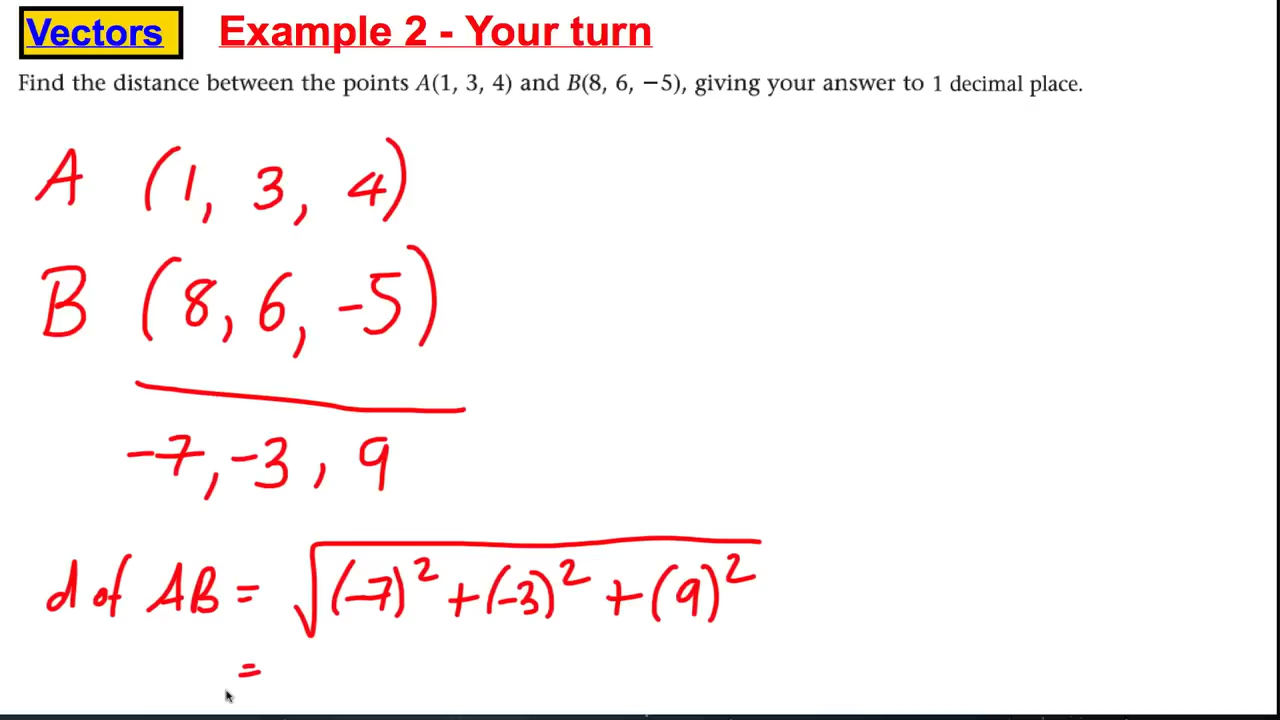 Vectors Example 2 - Your turn
Find the distance between the points A(1, 3, 4) and B(8, 6, −5), giving your answer to 1 decimal place.
A (1, 3, 4)
B (8, 6, -5)
-7, -3, 9
d of AB = √(-7)² + (-3)² + (9)²
=